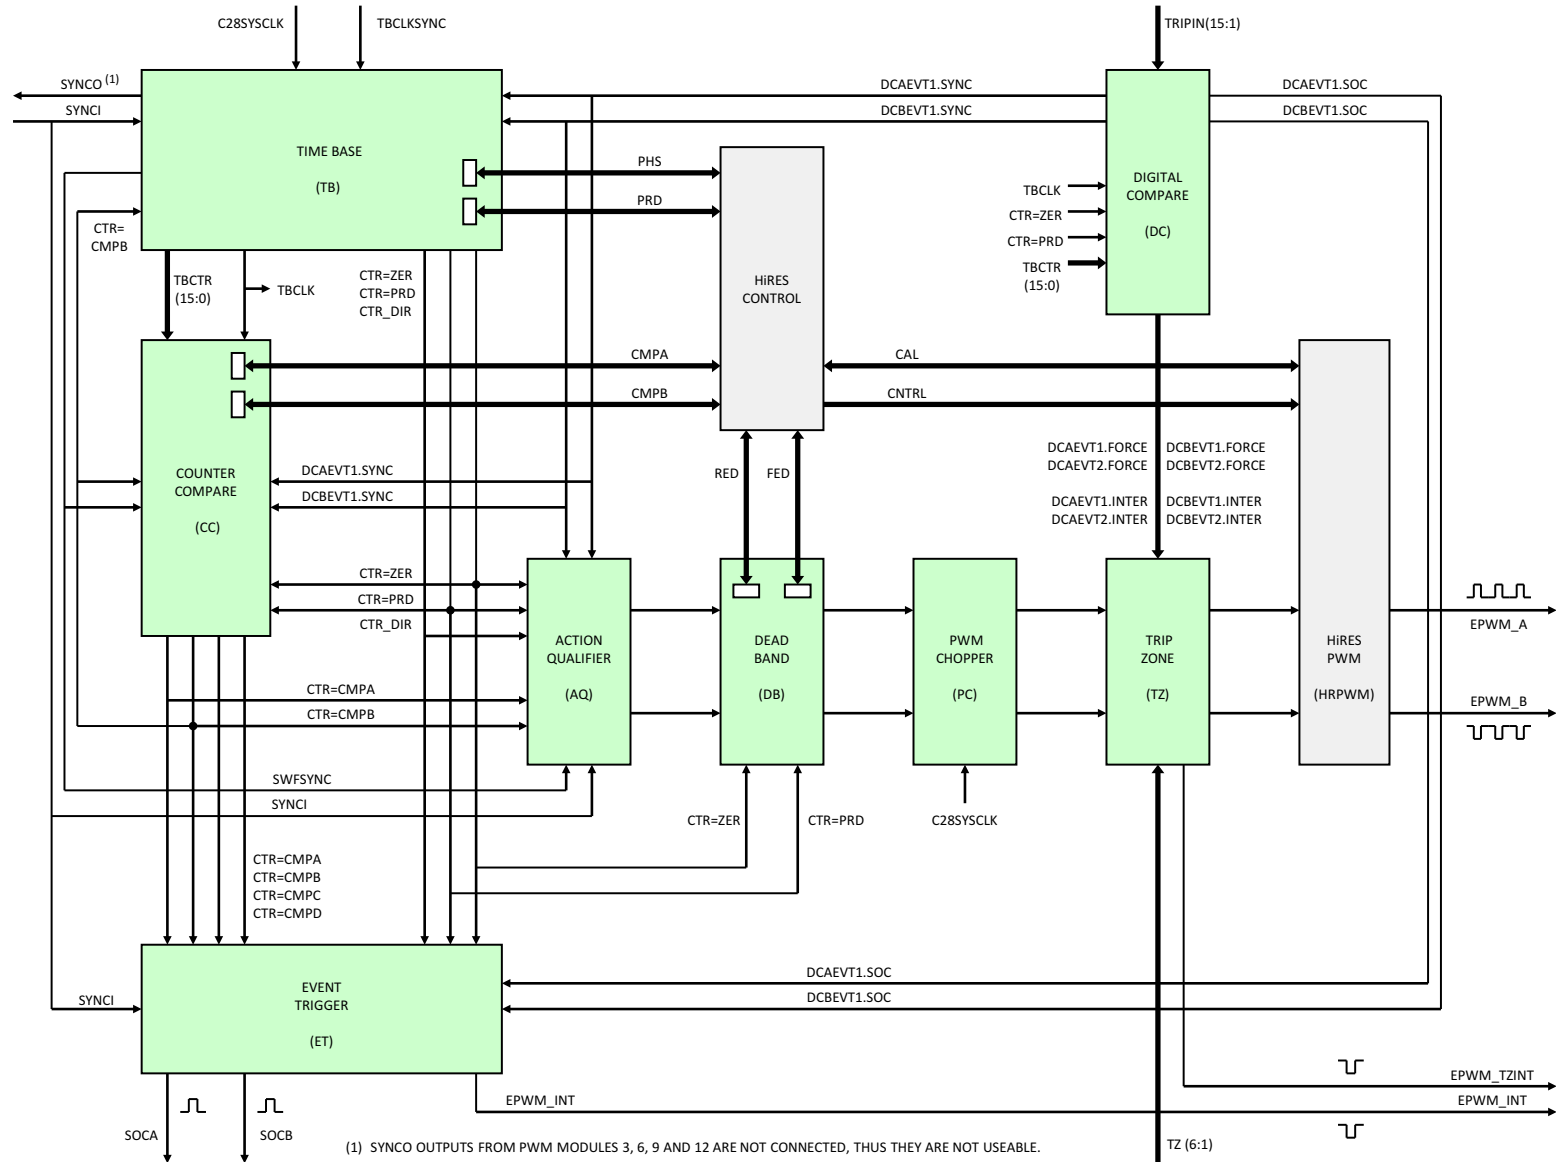 C28SYSCLK
TBCLKSYNC
TRIPIN(15:1)
SYNCO (1)
SYNCI
DCAEVT1.SYNC
DCBEVT1.SYNC
DCAEVT1.SOC
DCBEVT1.SOC
TIME BASE
(TB)
PHS
PRD
DIGITAL
COMPARE
(DC)
TBCLK
CTR=ZER
CTR=PRD
TBCTR
(15:0)
CTR=
CMPB
TBCTR
(15:0)
TBCLK
CTR=ZER
CTR=PRD
CTR_DIR
HiRES
CONTROL
CMPA
CMPB
CAL
CNTRL
COUNTER
COMPARE
(CC)
DCAEVT1.SYNC
DCBEVT1.SYNC
RED
FED
DCAEVT1.FORCE
DCAEVT2.FORCE
DCBEVT1.FORCE
DCBEVT2.FORCE
DCAEVT1.INTER
DCAEVT2.INTER
DCBEVT1.INTER
DCBEVT2.INTER
CTR=ZER
CTR=PRD
CTR_DIR
ACTION
QUALIFIER
(AQ)
DEAD
BAND
(DB)
PWM
CHOPPER
(PC)
TRIP
ZONE
(TZ)
HiRES
PWM
(HRPWM)
EPWM_A
EPWM_B
CTR=CMPA
CTR=CMPB
SWFSYNC
SYNCI
CTR=ZER
CTR=PRD
C28SYSCLK
CTR=CMPA
CTR=CMPB
CTR=CMPC
CTR=CMPD
EVENT
TRIGGER
(ET)
SYNCI
DCAEVT1.SOC
DCBEVT1.SOC
EPWM_TZINT
EPWM_INT
EPWM_INT
SOCA
SOCB
TZ (6:1)
(1) SYNCO OUTPUTS FROM PWM MODULES 3, 6, 9 AND 12 ARE NOT CONNECTED, THUS THEY ARE NOT USEABLE.